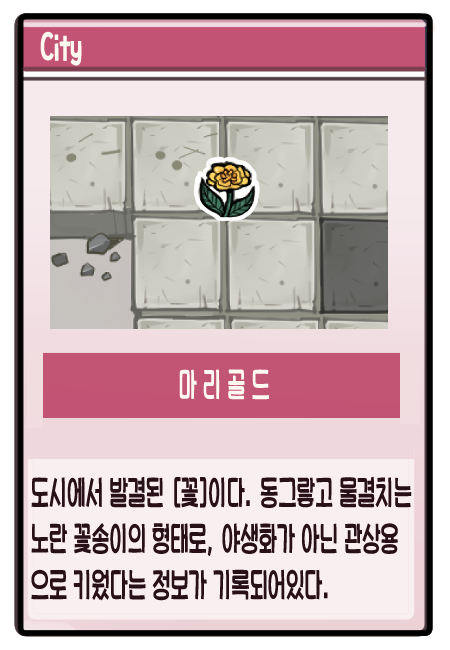 City
마리골드
도시에서 발결된 [꽃]이다. 동그랗고 물결치는
노란 꽃송이의 형태로, 야생화가 아닌 관상용
으로 키웠다는 정보가 기록되어있다.